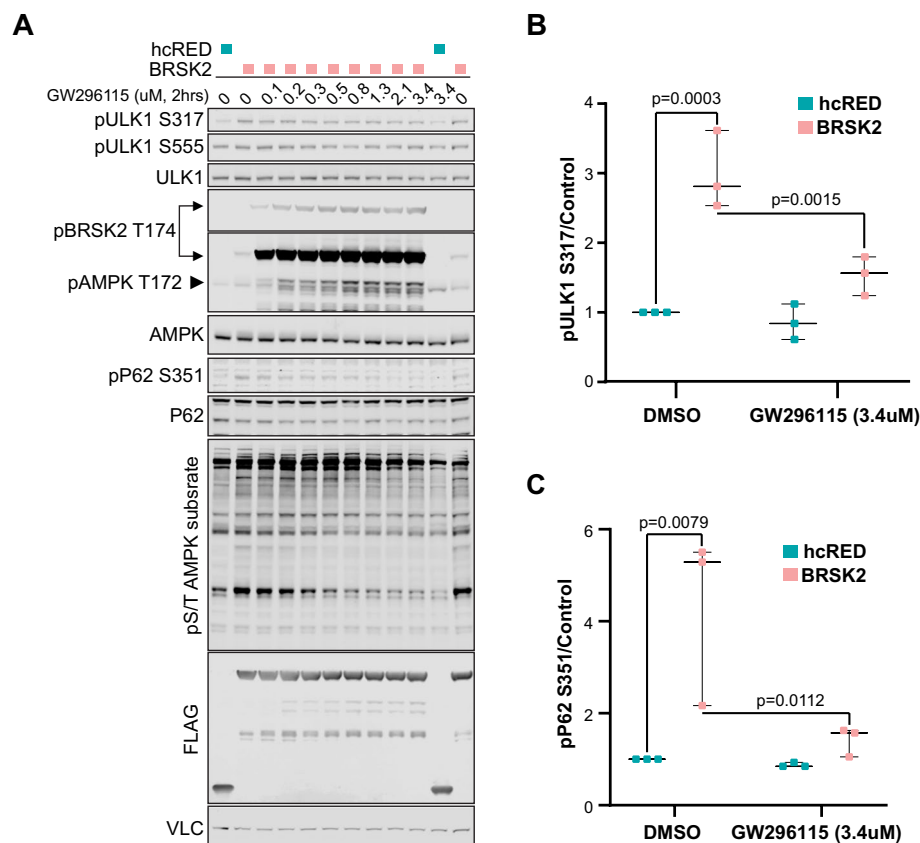 A
hcRED
BRSK2
GW296115 (uM, 2hrs)
0 0 0.1 0.2 0.3 0.5 0.8 1.3 2.1 3.4 3.4 0
pULK1 S317
pULK1 S555
ULK1
pBRSK2 T174
pAMPK T172
AMPK
pP62 S351
P62
pS/T AMPK subsrate
FLAG
VLC
B
pULK1 S317/Control
4
3
2
1
0
p=0.0003
p=0.0015
hcRED
BRSK2
DMSO
GW296115 (3.4uM)
C
pP62 S351/Control
6
4
2
0
p=0.0079
p=0.0112
hcRED
BRSK2
DMSO
GW296115 (3.4uM)